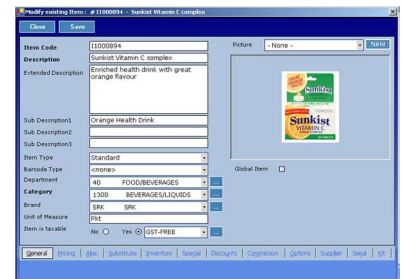 Modify existing Item : # I1000894 - Sunkist Vitamin C complex
Close Save
Item Code I1000894
Picture - None - New
Description Sunkist Vitamin C complex
Extended Description Enriched health drink with great
orange flavour
Sunkist
Sunkist
VITAMIN C
Sub Description1 Orange Health Drink
Sub Description2
Sub Description3
Item Type Standard
Barcode Type <none>
Global Item
Department 40 FOOD/BEVERAGES ...
Category 1300 BEVERAGES/LIQUIDS ...
Brand SRK SRK ...
Unit of Measure Pkt
Item is taxable No Yes GST-FREE ...
General Pricing Alias Substitute Inventory Special Discounts Commission Options Supplier Serial Kit